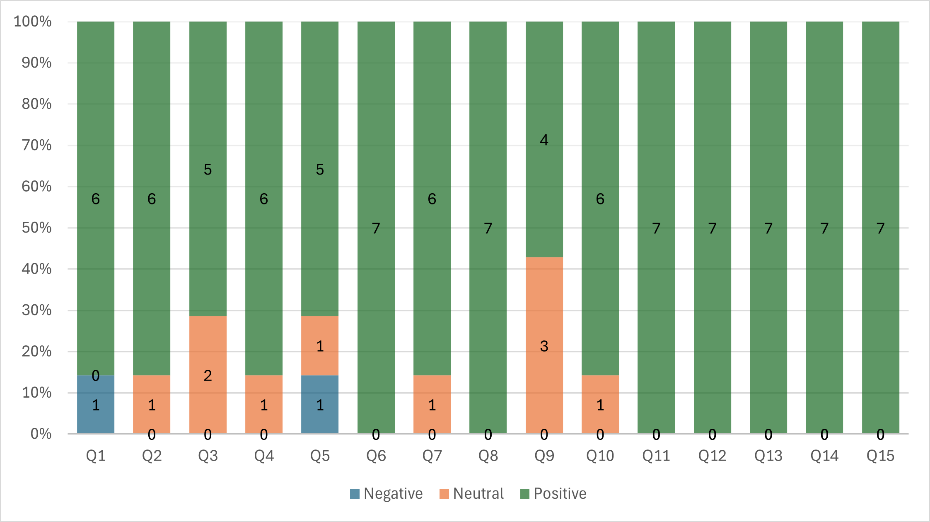 100%
90%
80%
70%
60%
50%
40%
30%
20%
10%
0%
4
5 5
6 6 6 6 6
7 7 7 7 7 7 7
0 2 1 3
1 1 1 1 1 1
0 0 0 0 0 0 0 0 0 0 0 0 0
Q1 Q2 Q3 Q4 Q5 Q6 Q7 Q8 Q9 Q10 Q11 Q12 Q13 Q14 Q15
Negative Neutral Positive